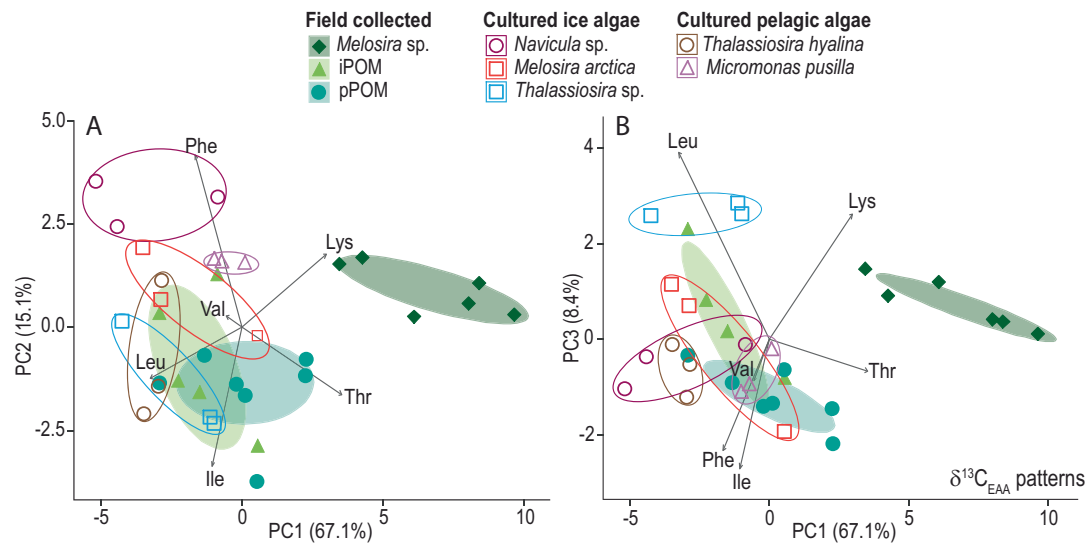 Field collected
Melosira sp.
iPOM
pPOM
Cultured ice algae
Navicula sp.
Melosira arctica
Thalassiosira sp.
Cultured pelagic algae
Thalassiosira hyalina
Micromonas pusilla
A
5.0
2.5
0.0
-2.5
PC2 (15.1%)
Phe
Lys
Val
Leu
Thr
Ile
-5
0
5
10
PC1 (67.1%)
B
4
2
0
-2
PC3 (8.4%)
Leu
Lys
Thr
Val
Phe
Ile
δ¹³C_EAA patterns
-5
0
5
10
PC1 (67.1%)